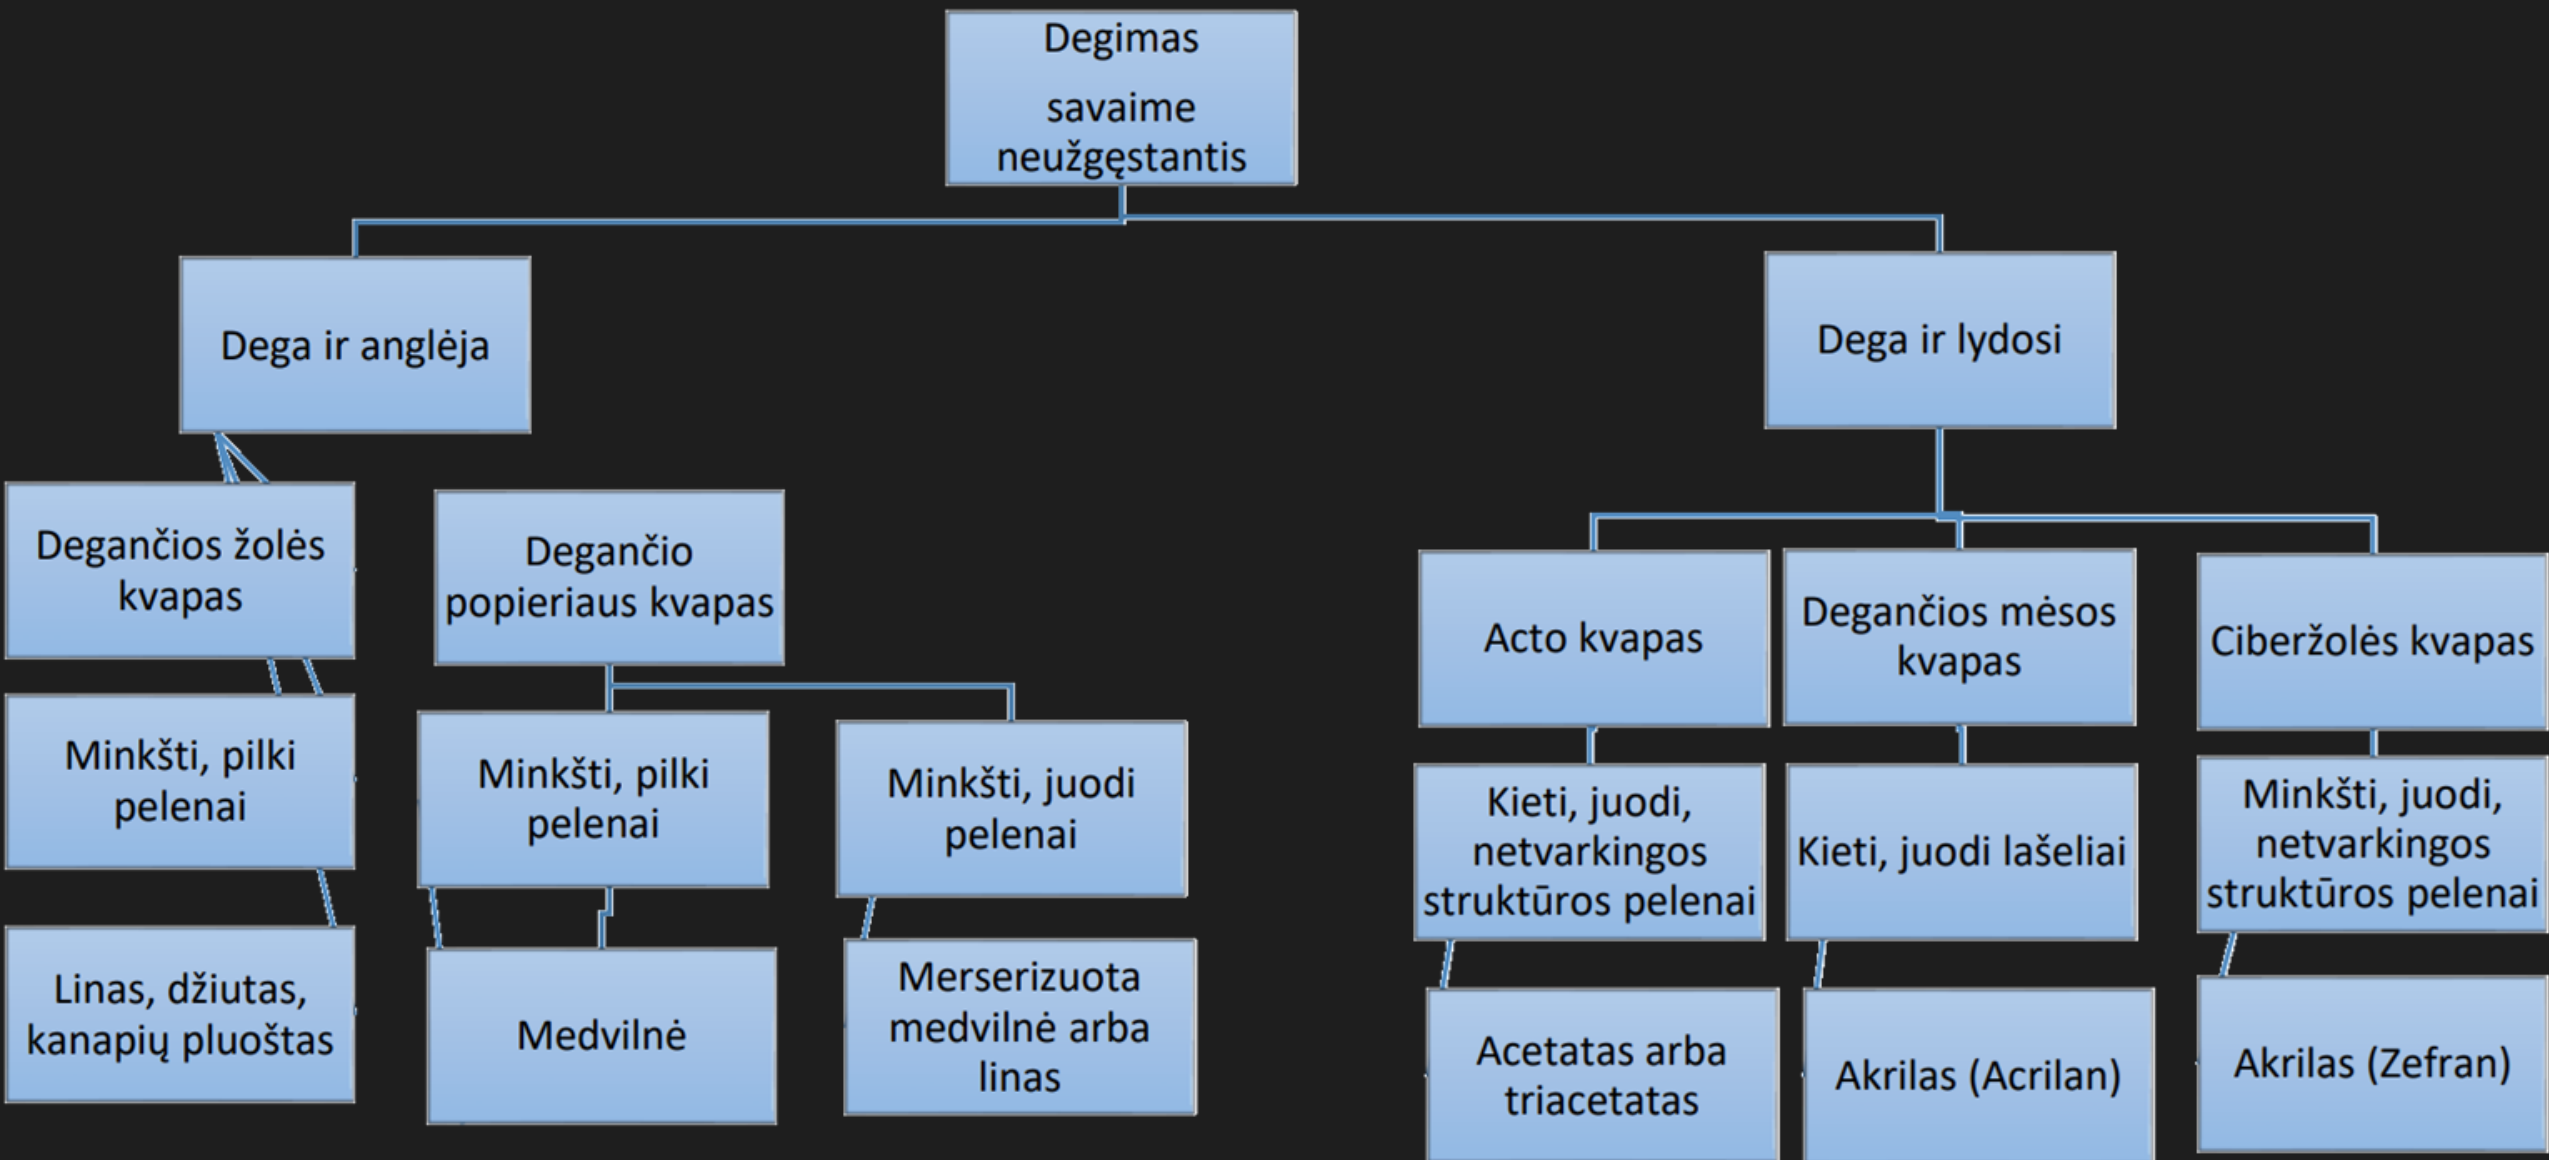 Degimas
savaime
neužgęstantis
Dega ir anglėja
Dega ir lydosi
Degančios žolės
kvapas
Degančio
popieriaus kvapas
Acto kvapas
Degančios mėsos
kvapas
Ciberžolės kvapas
Minkšti, pilki
pelenai
Minkšti, pilki
pelenai
Minkšti, juodi
pelenai
Kieti, juodi,
netvarkingos
struktūros pelenai
Kieti, juodi lašeliai
Minkšti, juodi,
netvarkingos
struktūros pelenai
Linas, džiutas,
kanapių pluoštas
Medvilnė
Merserizuota
medvilnė arba
linas
Acetatas arba
triacetatas
Akrilas (Acrilan)
Akrilas (Zefran)